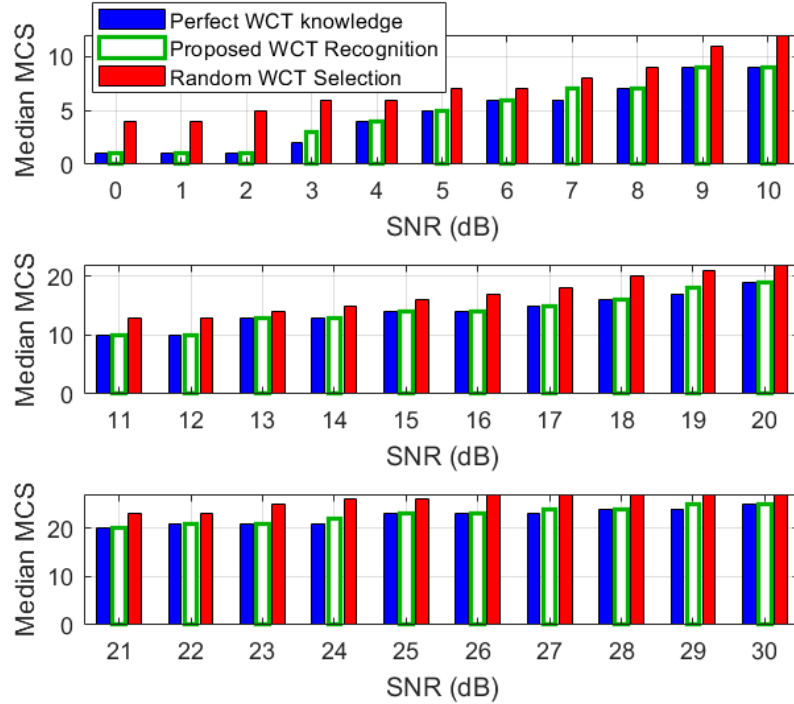 Perfect WCT knowledge
Proposed WCT Recognition
Random WCT Selection
Median MCS
10
5
0
0 1 2 3 4 5 6 7 8 9 10
SNR (dB)
Median MCS
20
10
0
11 12 13 14 15 16 17 18 19 20
SNR (dB)
Median MCS
20
10
0
21 22 23 24 25 26 27 28 29 30
SNR (dB)